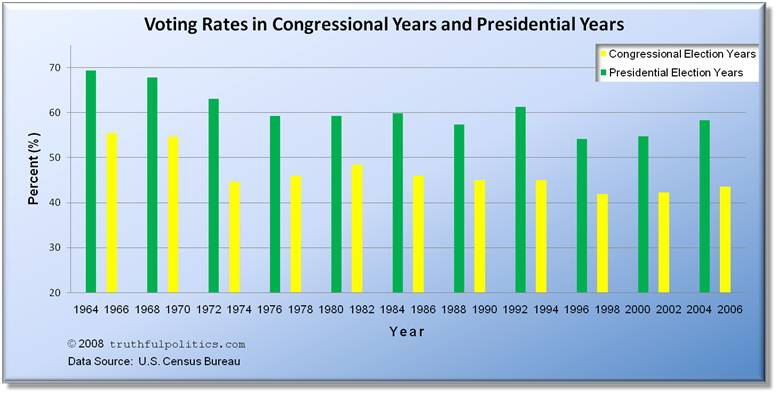 Voting Rates in Congressional Years and Presidential Years
Congressional Election Years
Presidential Election Years
Percent (%)
70
60
50
40
30
20
1964 1966 1968 1970 1972 1974 1976 1978 1980 1982 1984 1986 1988 1990 1992 1994 1996 1998 2000 2002 2004 2006
Year
© 2008 truthfulpolitics.com
Data Source: U.S. Census Bureau